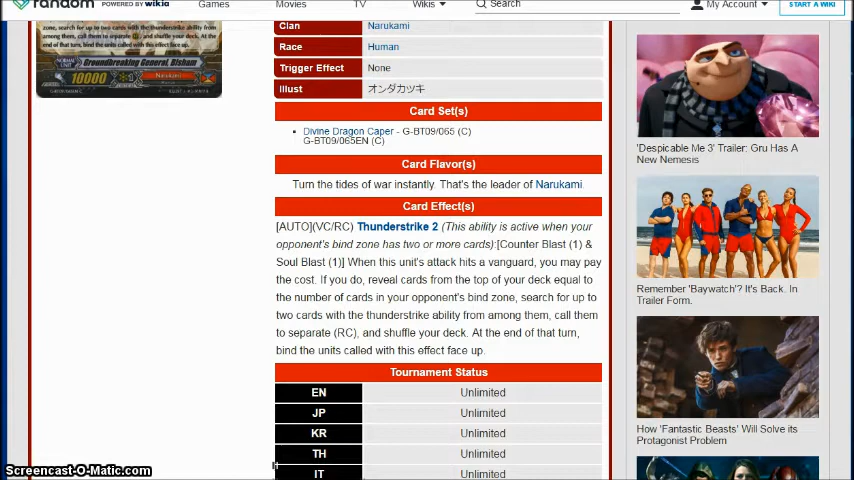 fandom POWERED BY wikia Games Movies TV Wikis Search My Account START A WIKI
zone, search for up to two cards with the thunderstrike ability from
among them, call them to separate (RC), and shuffle your deck. At the
end of that turn, bind the units called with this effect face up.
NORMAL UNIT Groundbreaking General, Bisham
10000 Narukami
Clan Narukami
Race Human
Trigger Effect None
Illust オンダカツキ
Card Set(s)
Divine Dragon Caper - G-BT09/065 (C)
G-BT09/065EN (C)
Card Flavor(s)
Turn the tides of war instantly. That's the leader of Narukami.
Card Effect(s)
[AUTO](VC/RC) Thunderstrike 2 (This ability is active when your
opponent's bind zone has two or more cards):[Counter Blast (1) &
Soul Blast (1)] When this unit's attack hits a vanguard, you may pay
the cost. If you do, reveal cards from the top of your deck equal to
the number of cards in your opponent's bind zone, search for up to
two cards with the thunderstrike ability from among them, call them
to separate (RC), and shuffle your deck. At the end of that turn,
bind the units called with this effect face up.
Tournament Status
EN Unlimited
JP Unlimited
KR Unlimited
TH Unlimited
IT Unlimited
'Despicable Me 3' Trailer: Gru Has A
New Nemesis
Remember 'Baywatch'? It's Back. In
Trailer Form.
How 'Fantastic Beasts' Will Solve its
Protagonist Problem
Screencast-O-Matic.com